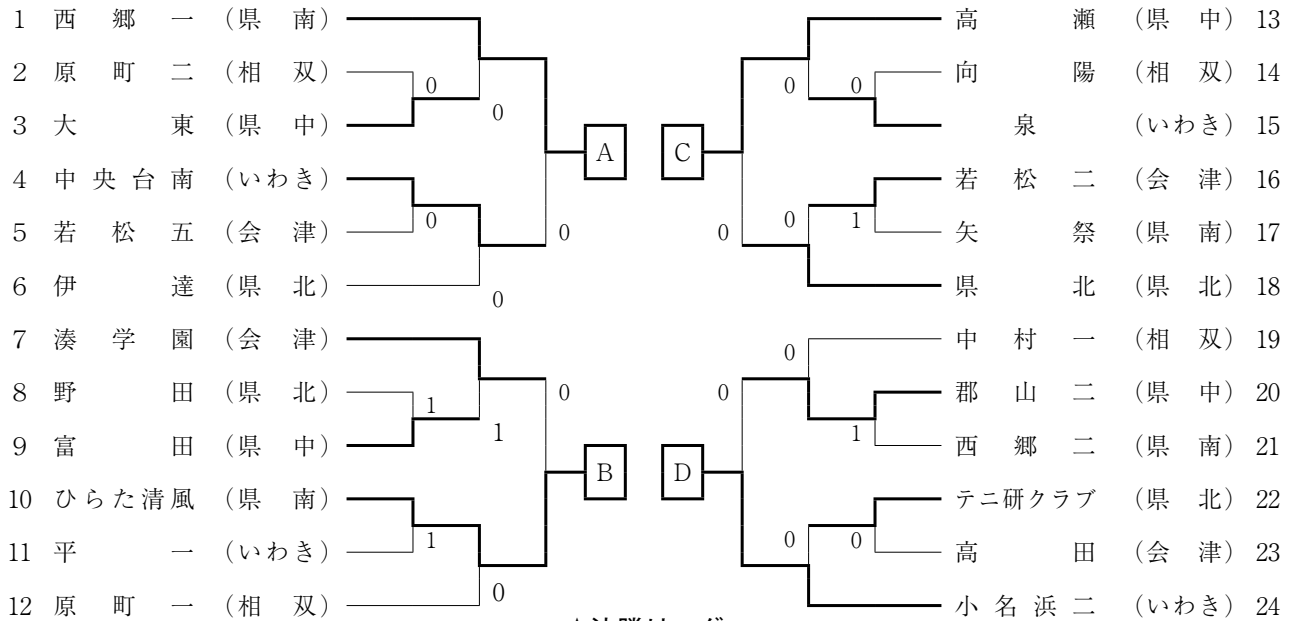 1 西郷一 (県南)
高瀬 (県中) 13
2 原町二 (相双)
向陽 (相双) 14
0
0
0
0
3 大東 (県中)
泉 (いわき) 15
A
C
4 中央台南 (いわき)
若松二 (会津) 16
0
0
1
5 若松五 (会津)
矢祭 (県南) 17
0
0
6 伊達 (県北)
県北 (県北) 18
0
7 湊学園 (会津)
中村一 (相双) 19
0
8 野田 (県北)
郡山二 (県中) 20
1
0
0
1
1
9 富田 (県中)
西郷二 (県南) 21
B
D
10 ひらた清風 (県南)
テニ研クラブ (県北) 22
1
0
0
11 平一 (いわき)
高田 (会津) 23
0
12 原町一 (相双)
小名浜二 (いわき) 24
決勝リーグ